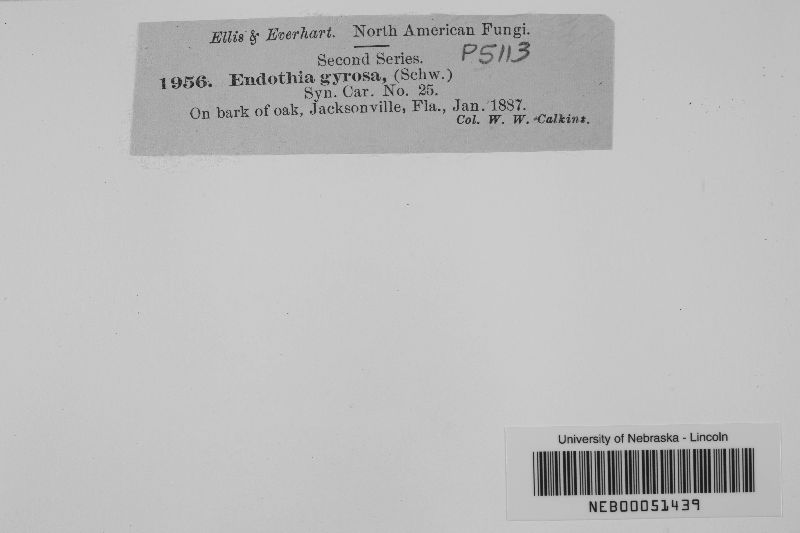 Ellis & Everhart. North American Fungi.
Second Series.
P5113
1956. Endothia gyrosa, (Schw.)
Syn. Car. No. 25.
On bark of oak, Jacksonville, Fla., Jan. 1887.
Col. W. W. Calkins.
University of Nebraska - Lincoln
NEB00051439